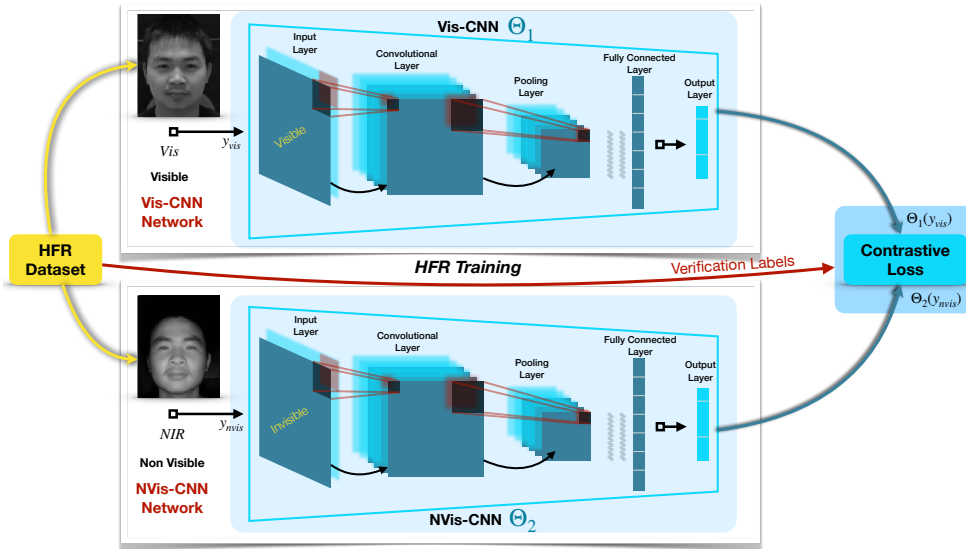 Vis-CNN Θ₁
Input
Layer
Convolutional
Layer
Pooling
Layer
Fully Connected
Layer
Output
Layer
Visible
y_vis
Vis
Visible
Vis-CNN
Network
HFR
Dataset
HFR Training
Verification Labels
Θ₁(y_vis)
Contrastive
Loss
Θ₂(y_nvis)
Input
Layer
Convolutional
Layer
Pooling
Layer
Fully Connected
Layer
Output
Layer
Invisible
y_nvis
NIR
Non Visible
NVis-CNN
Network
NVis-CNN Θ₂